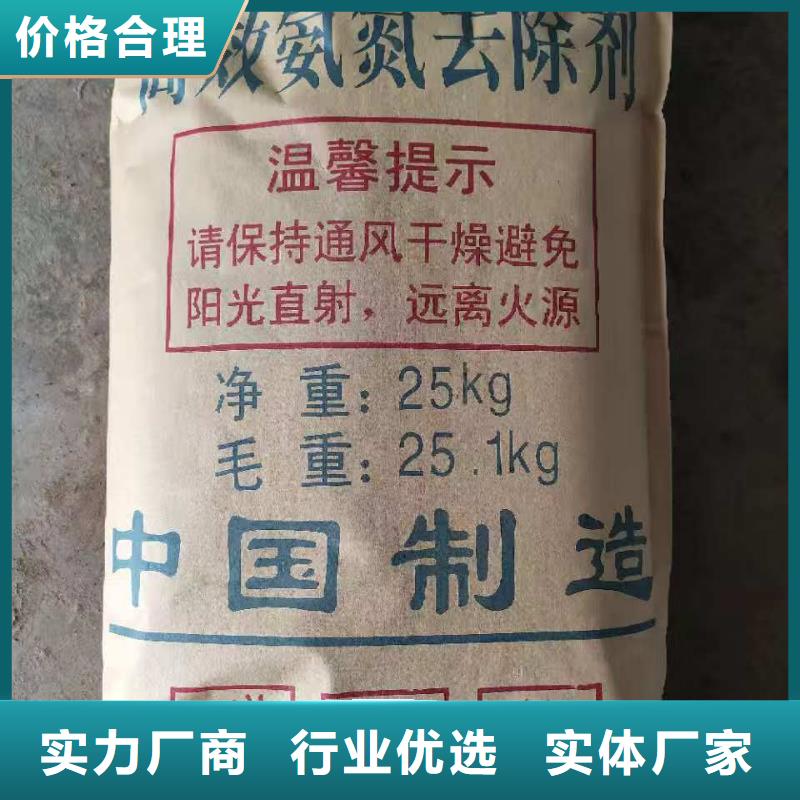 价格合理
高效氨氮去除剂
温馨提示
请保持通风干燥避免
阳光直射，远离火源
净 重：25kg
毛 重：25.1kg
中国制造
实力厂商 行业优选 实体厂家